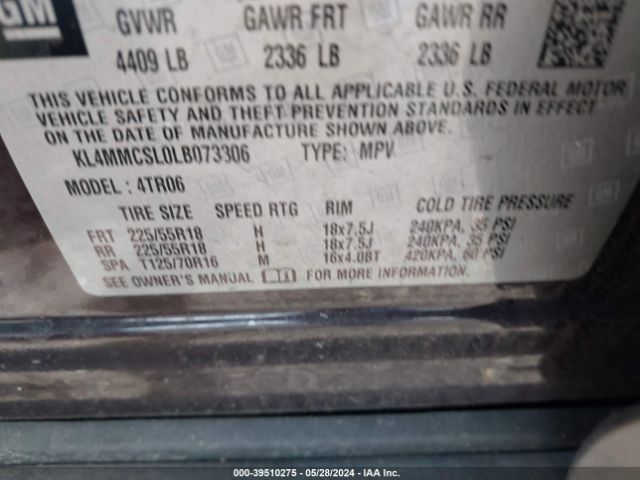 GM
GVWR GAWR FRT GAWR RR
4409 LB 2336 LB 2336 LB
THIS VEHICLE CONFORMS TO ALL APPLICABLE U.S. FEDERAL MOTOR
VEHICLE SAFETY AND THEFT PREVENTION STANDARDS IN EFFECT
ON THE DATE OF MANUFACTURE SHOWN ABOVE.
KL4MMCSL0LB073306 TYPE: MPV
MODEL: 4TR06
TIRE SIZE SPEED RTG RIM COLD TIRE PRESSURE
FRT 225/55R18 H 18x7.5J 240KPA, 35 PSI
RR 225/55R18 H 18x7.5J 240KPA, 35 PSI
SPA T125/70R16 M 16x4.0BT 420KPA, 60 PSI
SEE OWNER'S MANUAL FOR MORE INFORMATION.
000-39510275 - 05/28/2024 - IAA Inc.